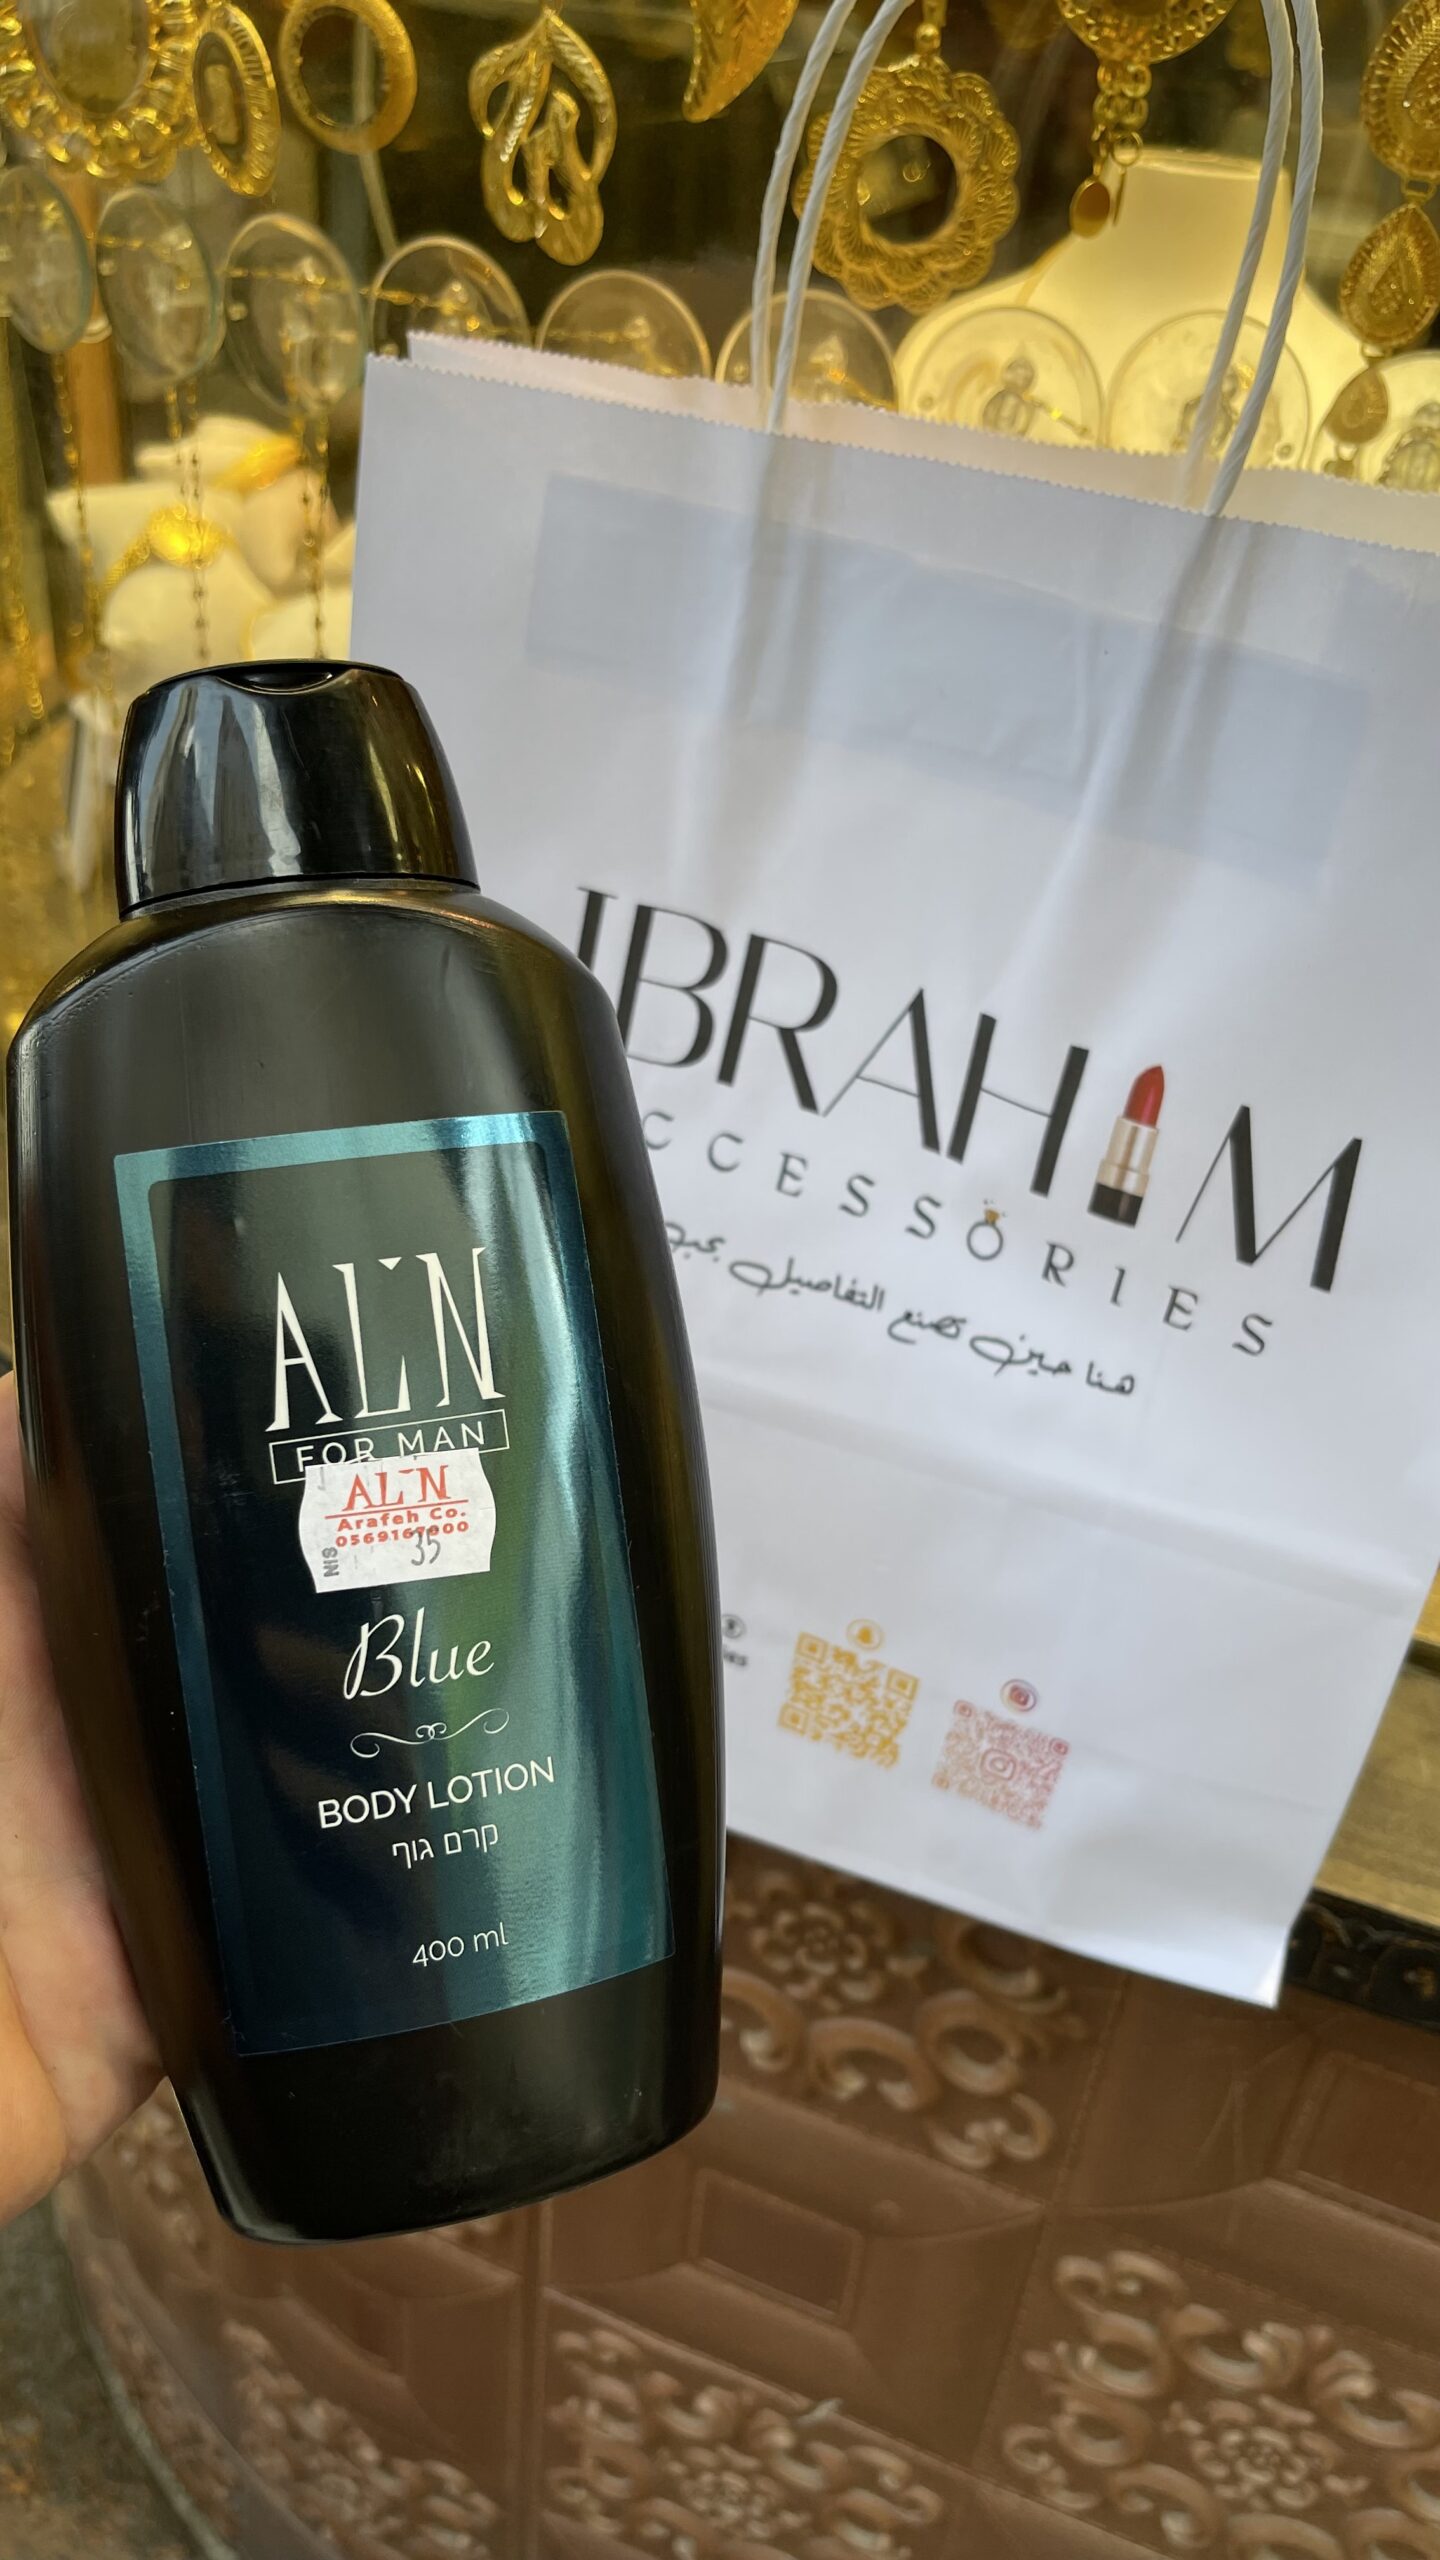 IBRAHIM
CCESSORIES
هنا حيث تصنع التفاصيل
ALN
FOR MAN
ALN
Arafeh Co.
NIS
35
Blue
BODY LOTION
קרם גוף
400 ml